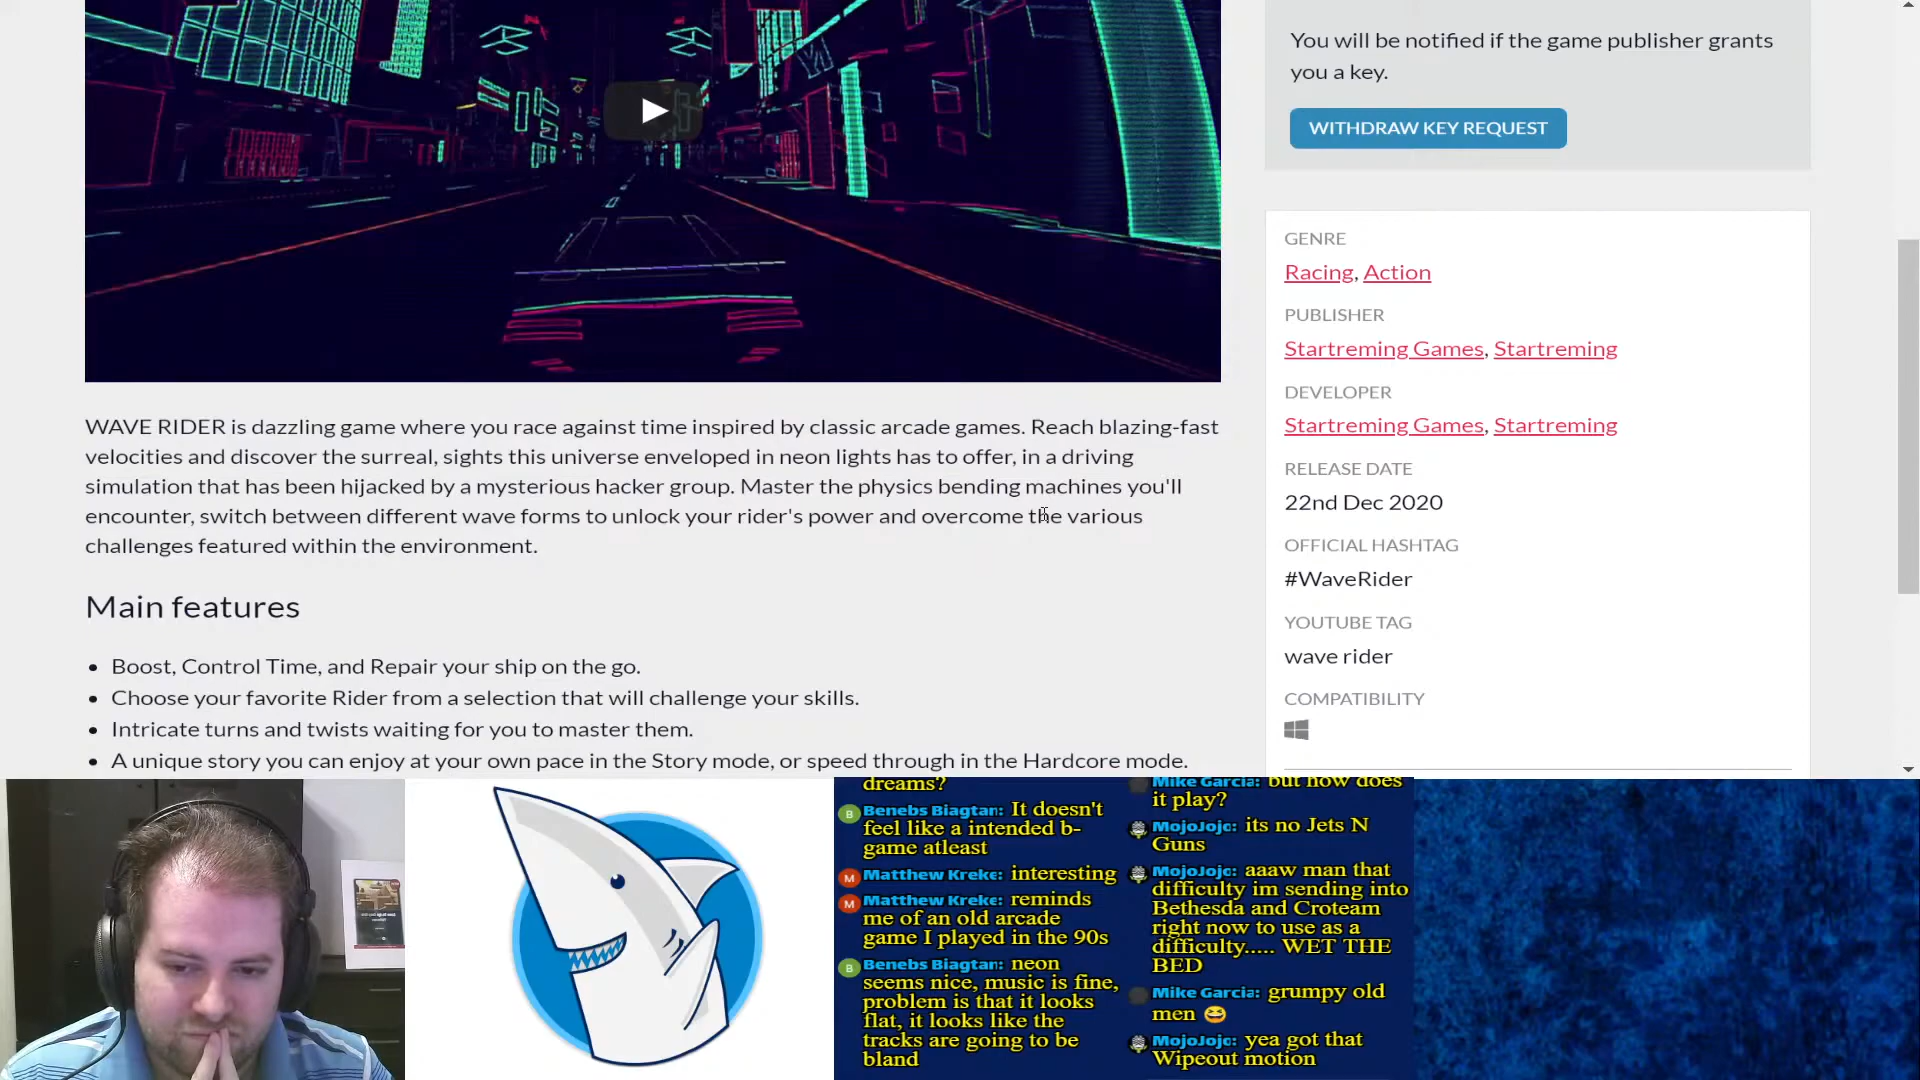 You will be notified if the game publisher grants
you a key.
WITHDRAW KEY REQUEST
GENRE
Racing, Action
PUBLISHER
Startreming Games, Startreming
DEVELOPER
Startreming Games, Startreming
RELEASE DATE
22nd Dec 2020
OFFICIAL HASHTAG
#WaveRider
YOUTUBE TAG
wave rider
COMPATIBILITY
WAVE RIDER is dazzling game where you race against time inspired by classic arcade games. Reach blazing-fast
velocities and discover the surreal, sights this universe enveloped in neon lights has to offer, in a driving
simulation that has been hijacked by a mysterious hacker group. Master the physics bending machines you'll
encounter, switch between different wave forms to unlock your rider's power and overcome the various
challenges featured within the environment.
Main features
• Boost, Control Time, and Repair your ship on the go.
• Choose your favorite Rider from a selection that will challenge your skills.
• Intricate turns and twists waiting for you to master them.
• A unique story you can enjoy at your own pace in the Story mode, or speed through in the Hardcore mode.
dreams?
B Benebs Biagtan: It doesn't
feel like a intended b-
game atleast
M Matthew Kreke: interesting
M Matthew Kreke: reminds
me of an old arcade
game I played in the 90s
B Benebs Biagtan: neon
seems nice, music is fine,
problem is that it looks
flat, it looks like the
tracks are going to be
bland
Mike Garcia: but how does
it play?
MojoJojo: its no Jets N
Guns
MojoJojo: aaaw man that
difficulty im sending into
Bethesda and Croteam
right now to use as a
difficulty..... WET THE
BED
Mike Garcia: grumpy old
men 😆
MojoJojo: yea got that
Wipeout motion